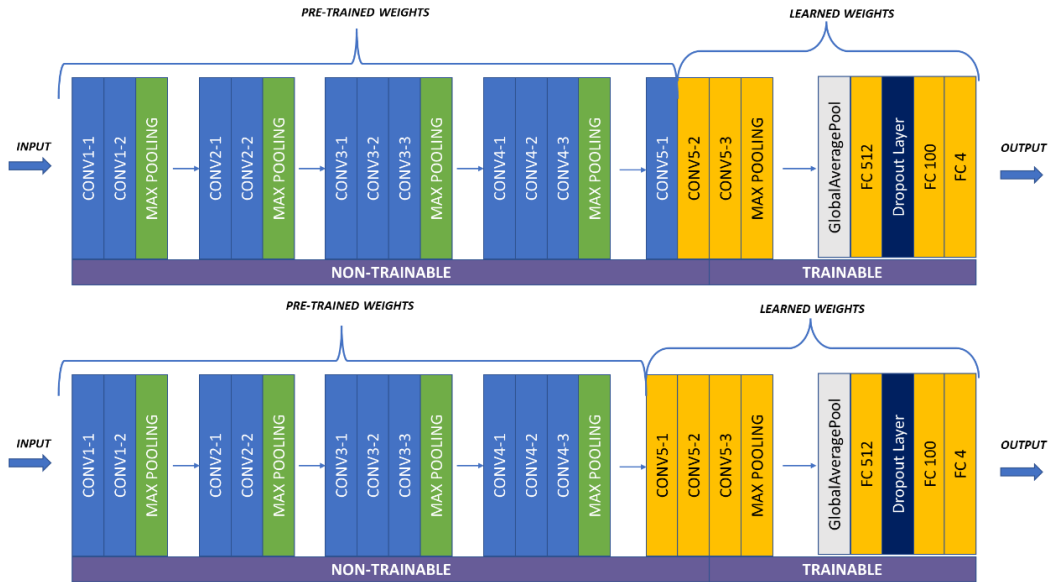 PRE-TRAINED WEIGHTS
LEARNED WEIGHTS
INPUT
CONV1-1
CONV1-2
MAX POOLING
CONV2-1
CONV2-2
MAX POOLING
CONV3-1
CONV3-2
CONV3-3
MAX POOLING
CONV4-1
CONV4-2
CONV4-3
MAX POOLING
CONV5-1
CONV5-2
CONV5-3
MAX POOLING
GlobalAveragePool
FC 512
Dropout Layer
FC 100
FC 4
OUTPUT
NON-TRAINABLE
TRAINABLE
PRE-TRAINED WEIGHTS
LEARNED WEIGHTS
INPUT
CONV1-1
CONV1-2
MAX POOLING
CONV2-1
CONV2-2
MAX POOLING
CONV3-1
CONV3-2
CONV3-3
MAX POOLING
CONV4-1
CONV4-2
CONV4-3
MAX POOLING
CONV5-1
CONV5-2
CONV5-3
MAX POOLING
GlobalAveragePool
FC 512
Dropout Layer
FC 100
FC 4
OUTPUT
NON-TRAINABLE
TRAINABLE